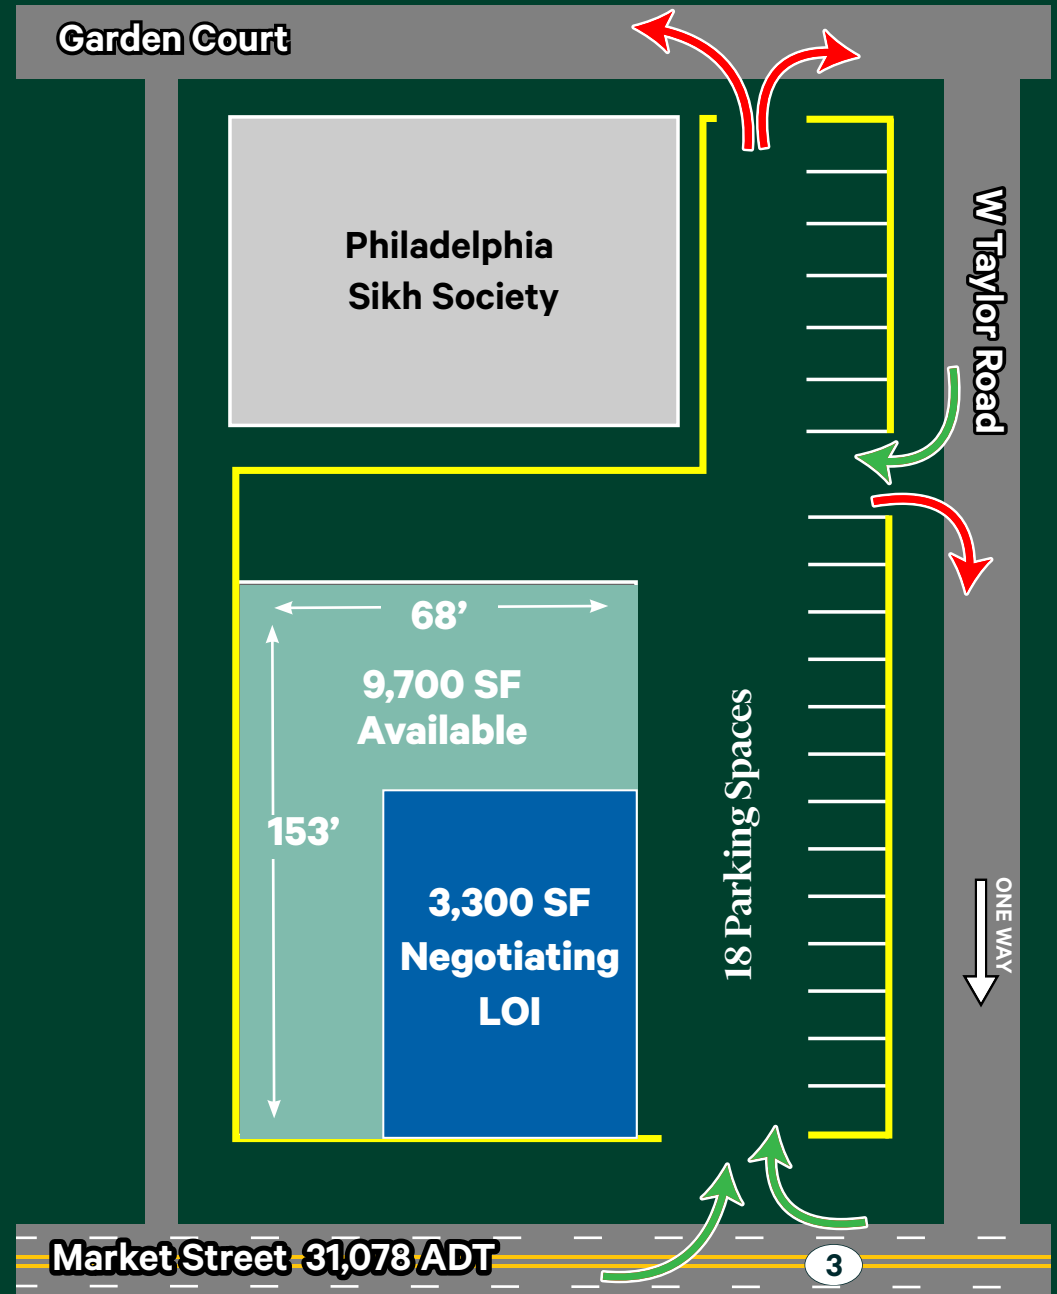 Garden Court
Philadelphia
Sikh Society
W Taylor Road
68’
9,700 SF
Available
153’
3,300 SF
Negotiating
LOI
18 Parking Spaces
ONE WAY
Market Street 31,078 ADT
3